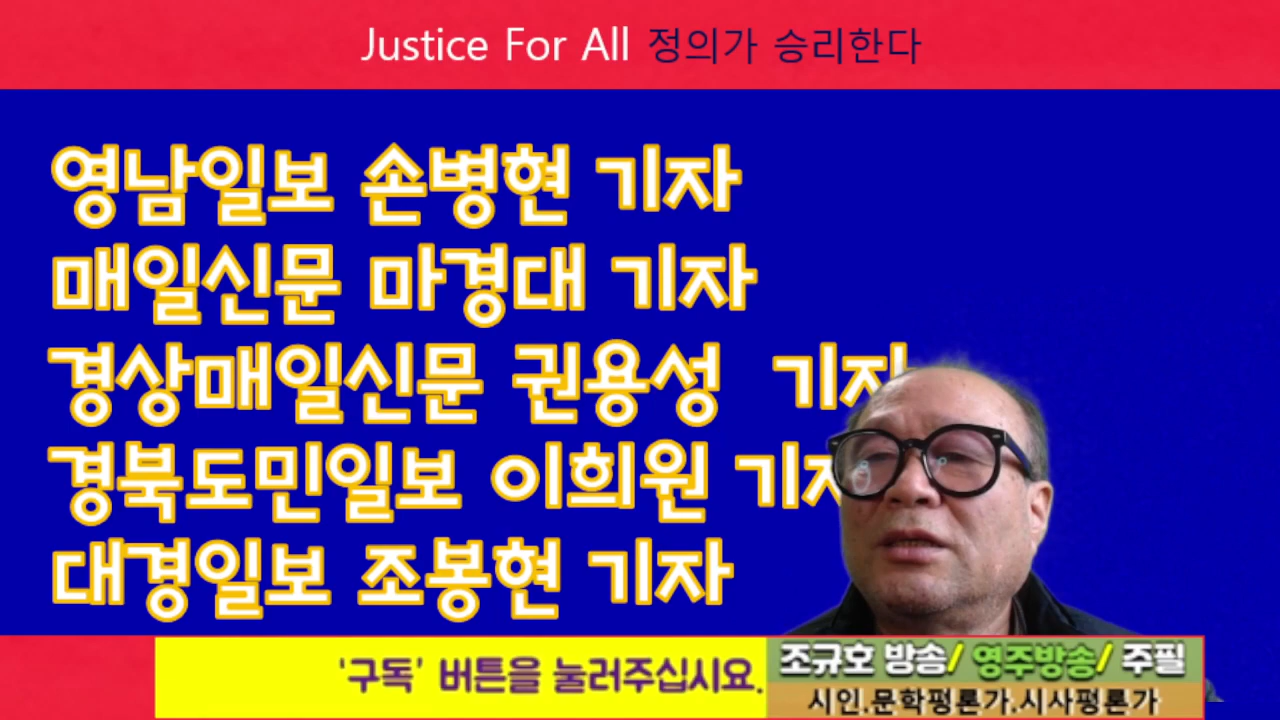 Justice For All 정의가 승리한다
영남일보 손병현 기자
매일신문 마경대 기자
경상매일신문 권용성 기자
경북도민일보 이희원 기자
대경일보 조봉현 기자
'구독' 버튼을 눌러주십시요.
조규호 방송/ 영주방송/ 주필
시인.문학평론가.시사평론가